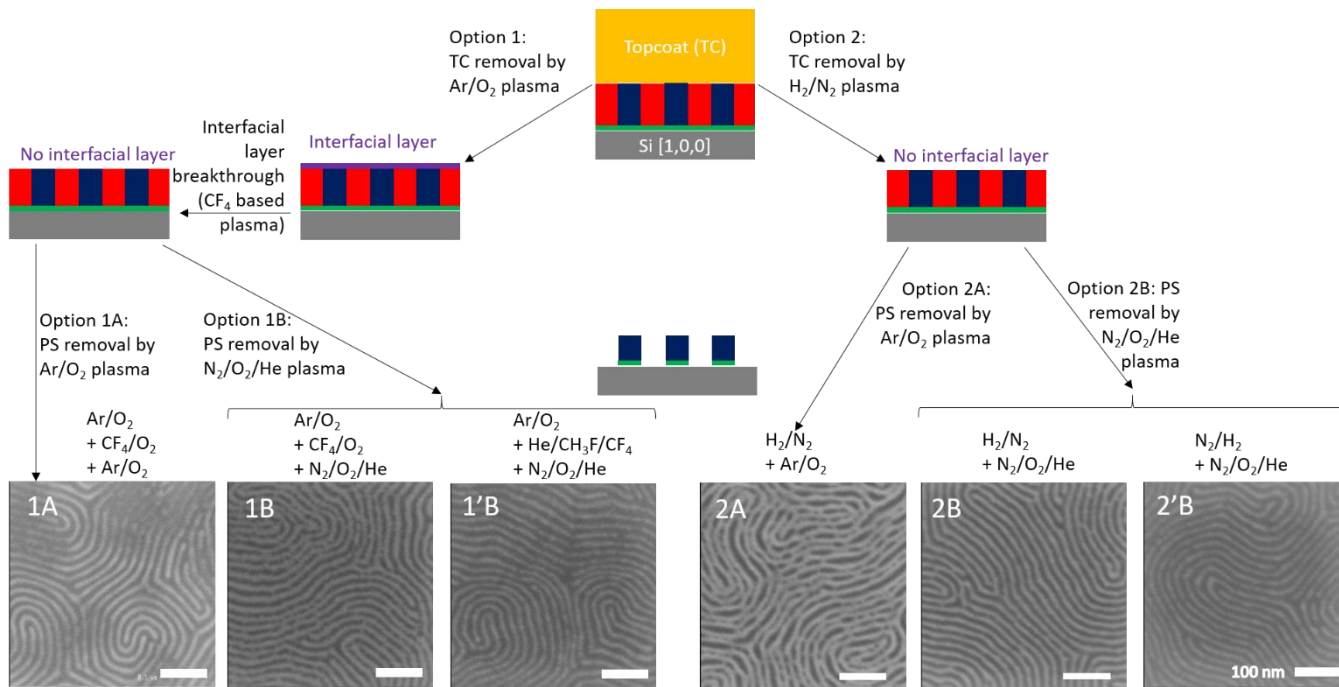 Option 1:
TC removal by
Ar/O₂ plasma
Topcoat (TC)
Si [1,0,0]
Option 2:
TC removal by
H₂/N₂ plasma
No interfacial layer
Interfacial
layer
breakthrough
(CF₄ based
plasma)
Interfacial layer
No interfacial layer
Option 1A:
PS removal by
Ar/O₂ plasma
Option 1B:
PS removal by
N₂/O₂/He plasma
Option 2A:
PS removal by
Ar/O₂ plasma
Option 2B: PS
removal by
N₂/O₂/He
plasma
Ar/O₂
+ CF₄/O₂
+ Ar/O₂
Ar/O₂
+ CF₄/O₂
+ N₂/O₂/He
Ar/O₂
+ He/CH₃F/CF₄
+ N₂/O₂/He
H₂/N₂
+ Ar/O₂
H₂/N₂
+ N₂/O₂/He
N₂/H₂
+ N₂/O₂/He
1A
1B
1'B
2A
2B
2'B
100 nm